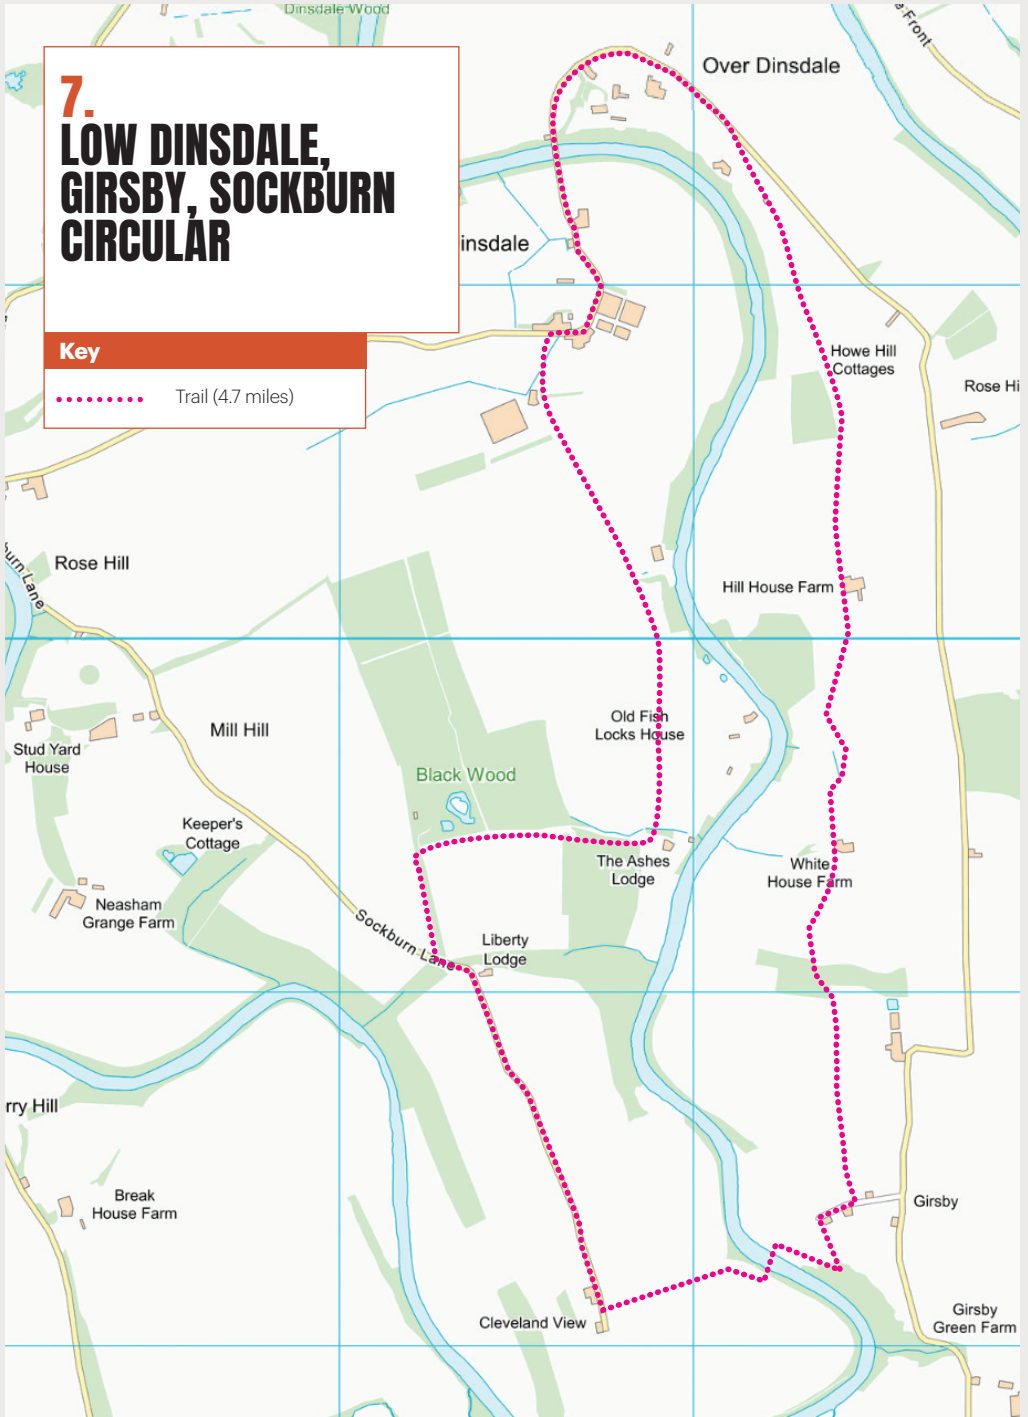 Dinsdale Wood
Front
7.
LOW DINSDALE,
GIRSBY, SOCKBURN
CIRCULAR
Over Dinsdale
insdale
Key
Trail (4.7 miles)
Howe Hill
Cottages
Rose Hi
Rose Hill
burn Lane
Hill House Farm
Mill Hill
Old Fish
Locks House
Stud Yard
House
Black Wood
Keeper's
Cottage
The Ashes
Lodge
White
House Farm
Neasham
Grange Farm
Sockburn Lane
Liberty
Lodge
rry Hill
Break
House Farm
Girsby
Cleveland View
Girsby
Green Farm